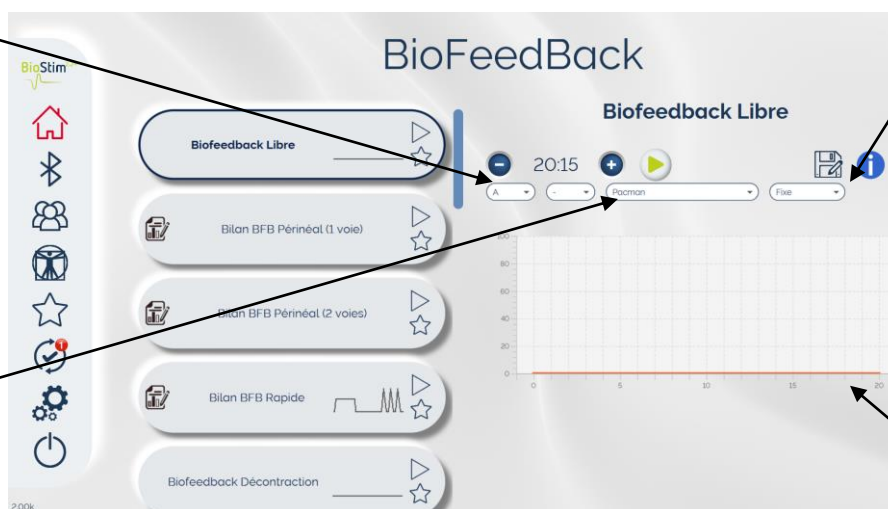 BioFeedBack
BioStim
Biofeedback Libre
Bilan BFB Périnéal (1 voie)
Bilan BFB Périnéal (2 voies)
Bilan BFB Rapide
Biofeedback Décontraction
1
2.00k
Biofeedback Libre
- 20:15 + i
A - Pacman Fixe
100
80
60
40
20
0
0 5 10 15 20